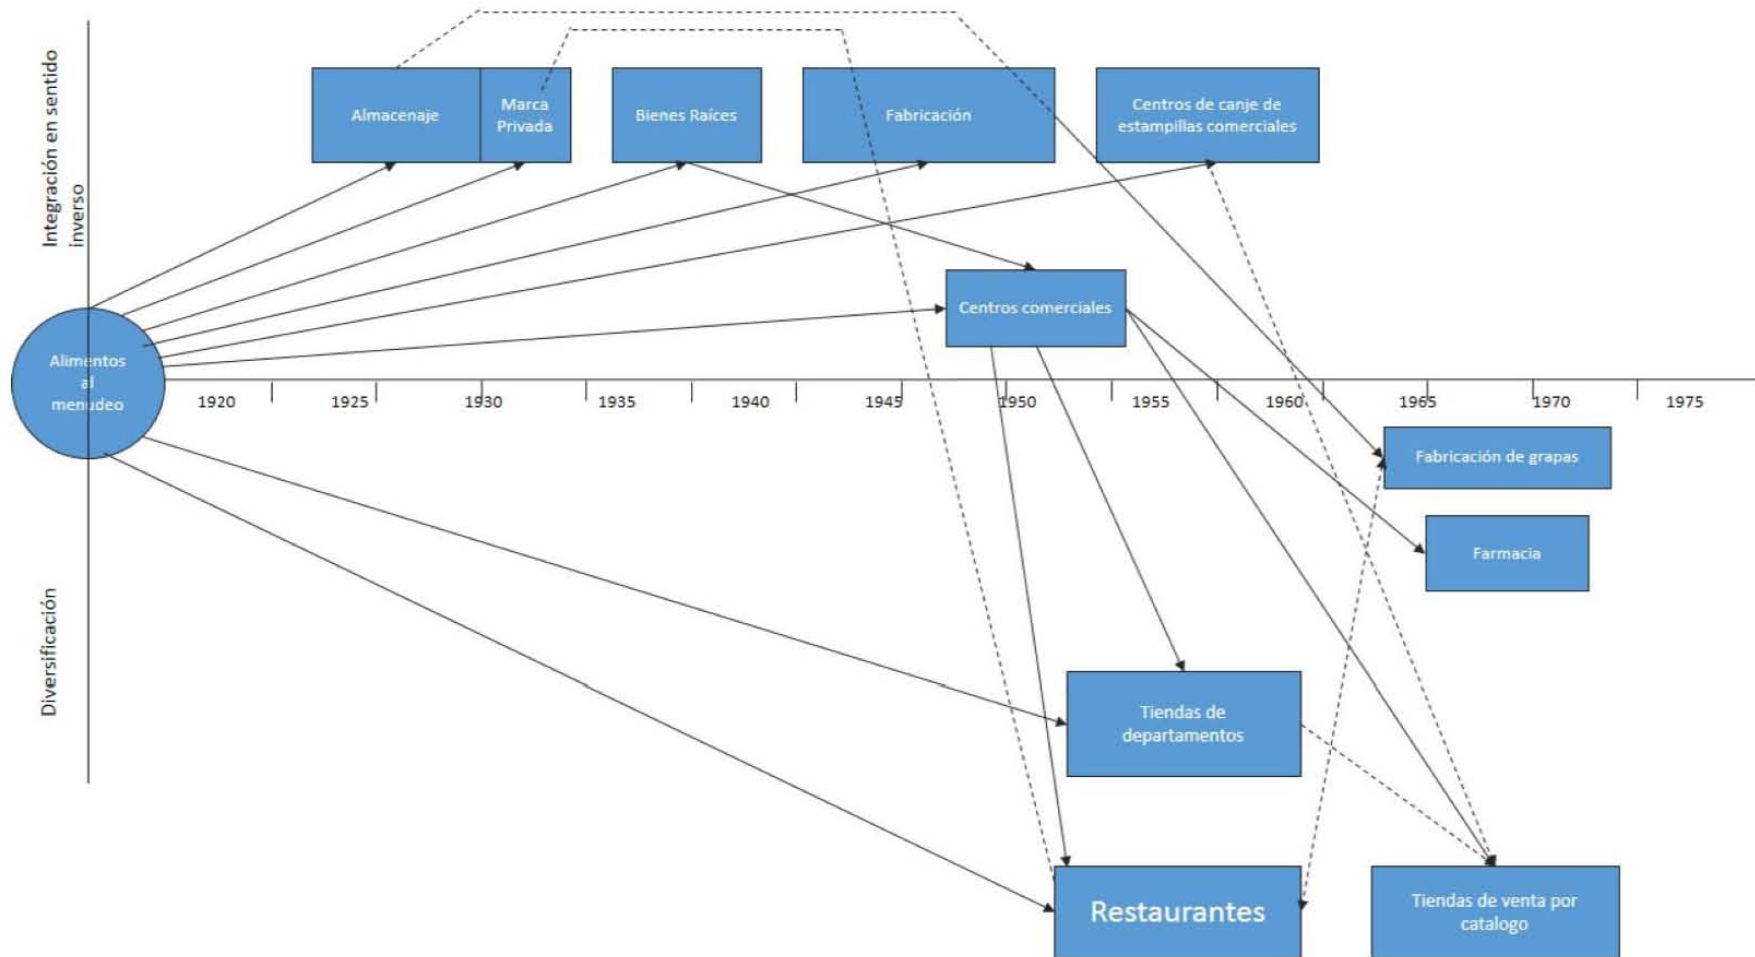 Integración en sentido
inverso
Almacenaje
Marca
Privada
Bienes Raíces
Fabricación
Centros de canje de
estampillas comerciales
Centros comerciales
Alimentos
al
menudeo
1920 1925 1930 1935 1940 1945 1950 1955 1960 1965 1970 1975
Fabricación de grapas
Farmacia
Diversificación
Tiendas de
departamentos
Restaurantes
Tiendas de venta por
catalogo